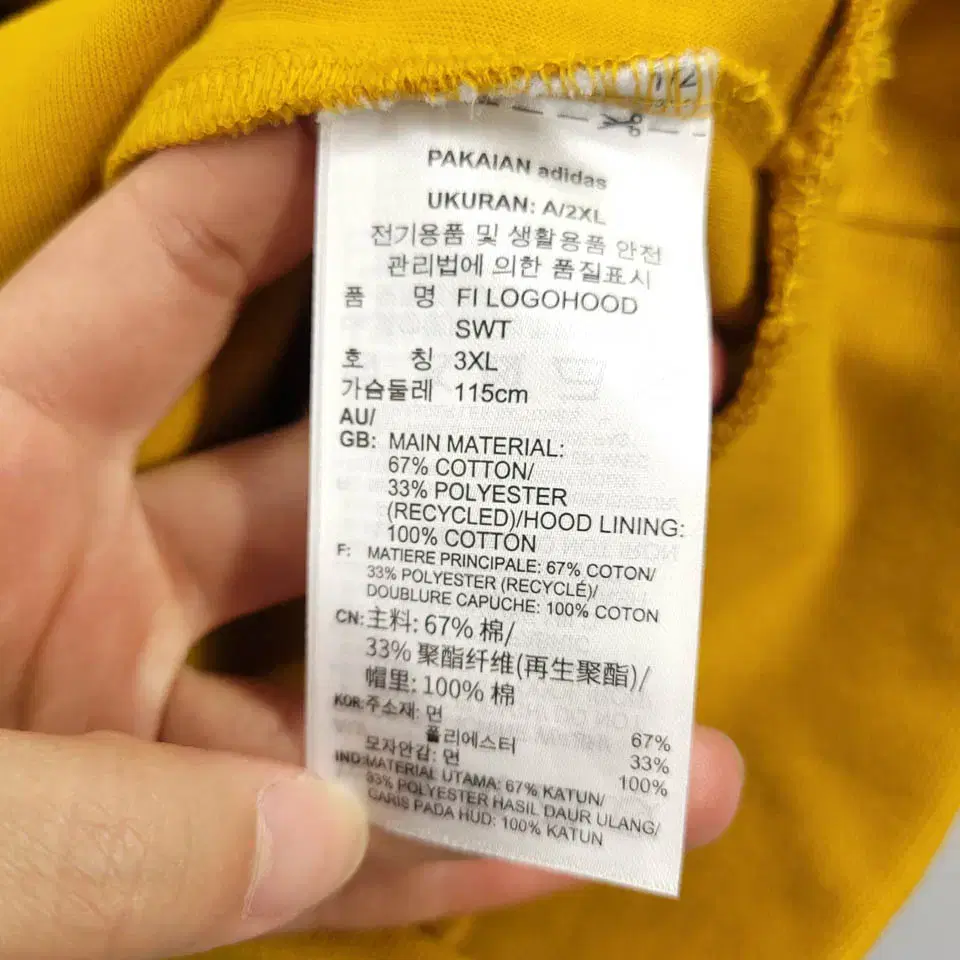 PAKAIAN adidas
UKURAN: A/2XL
전기용품 및 생활용품 안전
관리법에 의한 품질표시
품 명 FI LOGOHOOD
SWT
호 칭 3XL
가슴둘레 115cm
AU/
GB: MAIN MATERIAL:
67% COTTON/
33% POLYESTER
(RECYCLED)/HOOD LINING:
100% COTTON
F: MATIERE PRINCIPALE: 67% COTON/
33% POLYESTER (RECYCLÉ)/
DOUBLURE CAPUCHE: 100% COTON
CN: 主料: 67% 棉/
33% 聚酯纤维(再生聚酯)/
帽里: 100% 棉
KOR: 주소재: 면 67%
폴리에스터 33%
모자안감: 면 100%
IND: MATERIAL UTAMA: 67% KATUN/
33% POLYESTER HASIL DAUR ULANG/
GARIS PADA HUD: 100% KATUN